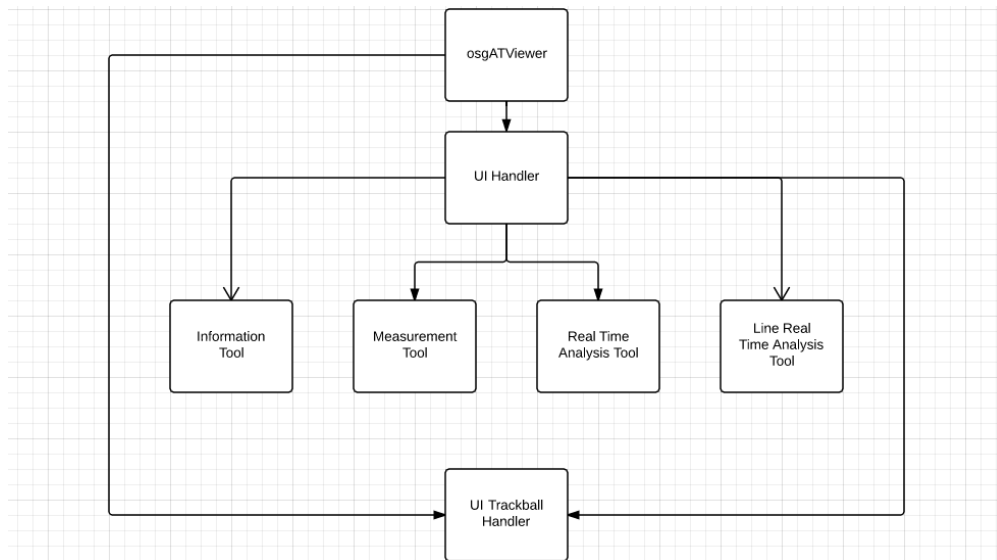 osgATViewer
UI Handler
Information
Tool
Measurement
Tool
Real Time
Analysis Tool
Line Real
Time Analysis
Tool
UI Trackball
Handler